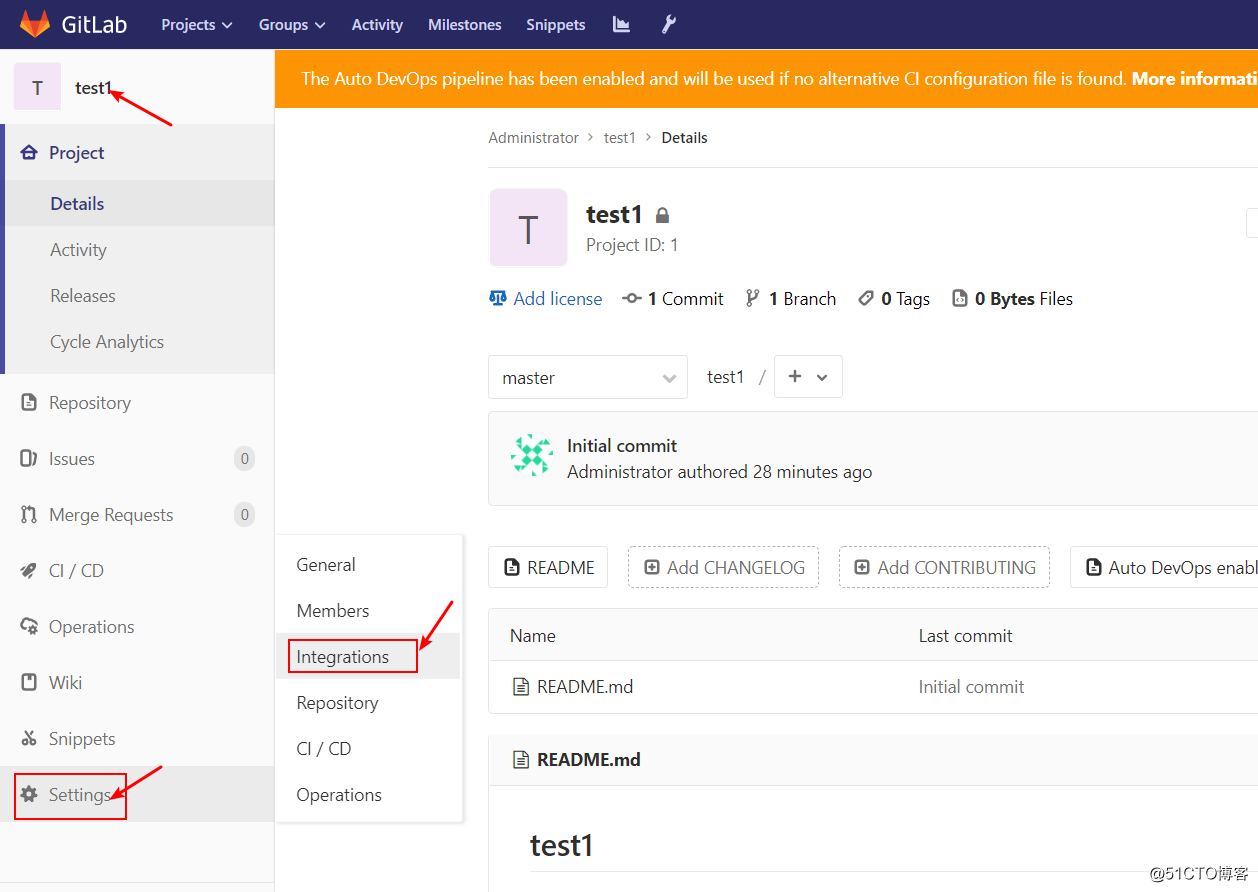 GitLab Projects Groups Activity Milestones Snippets
T test1
The Auto DevOps pipeline has been enabled and will be used if no alternative CI configuration file is found. More informati
Project
Details
Activity
Releases
Cycle Analytics
Repository
Issues 0
Merge Requests 0
CI / CD
Operations
Wiki
Snippets
Settings
General
Members
Integrations
Repository
CI / CD
Operations
Administrator > test1 > Details
T
test1
Project ID: 1
Add license 1 Commit 1 Branch 0 Tags 0 Bytes Files
master test1 / +
Initial commit
Administrator authored 28 minutes ago
README Add CHANGELOG Add CONTRIBUTING Auto DevOps enabl
Name Last commit
README.md Initial commit
README.md
test1
@51CTO博客